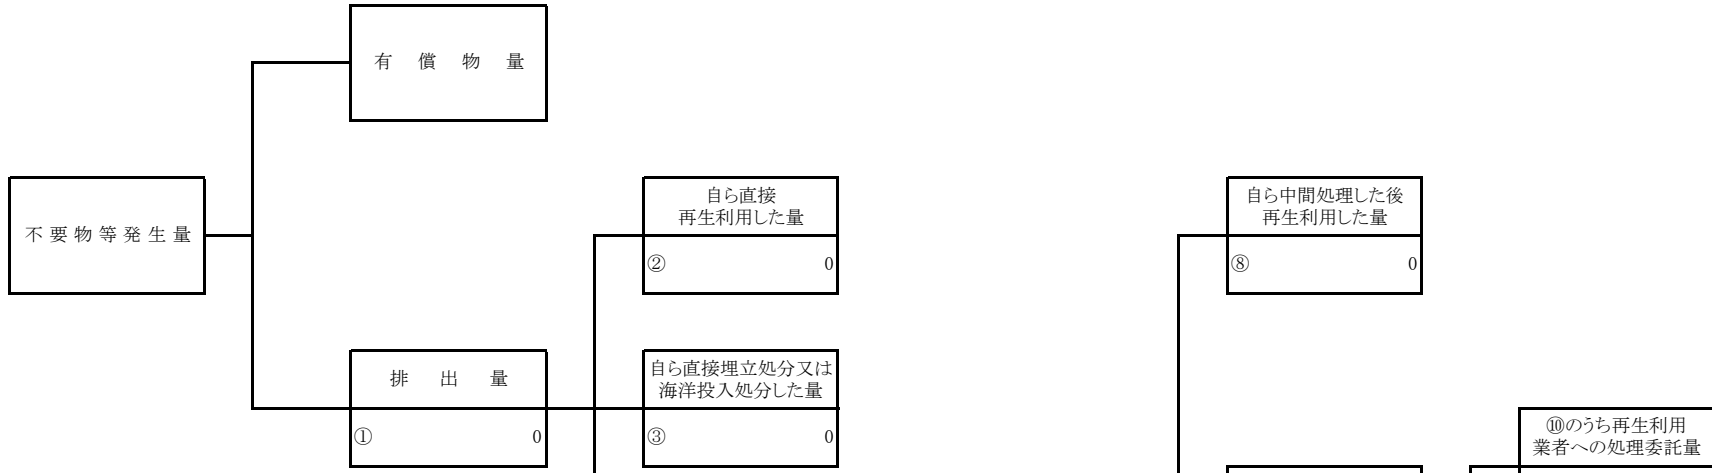 有償物量
不要物等発生量
自ら直接
再生利用した量
② 0
自ら中間処理した後
再生利用した量
⑧ 0
排出量
① 0
自ら直接埋立処分又は
海洋投入処分した量
③ 0
⑩のうち再生利用
業者への処理委託量